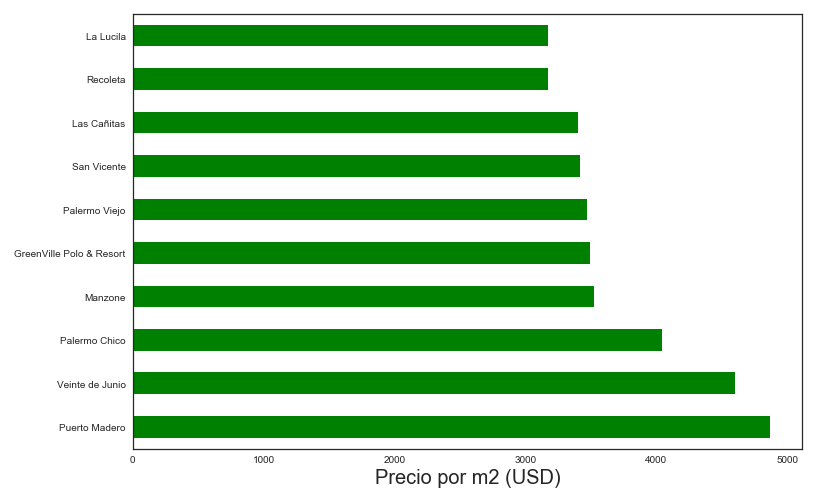 La Lucila
Recoleta
Las Cañitas
San Vicente
Palermo Viejo
GreenVille Polo & Resort
Manzone
Palermo Chico
Veinte de Junio
Puerto Madero
0 1000 2000 3000 4000 5000
Precio por m2 (USD)